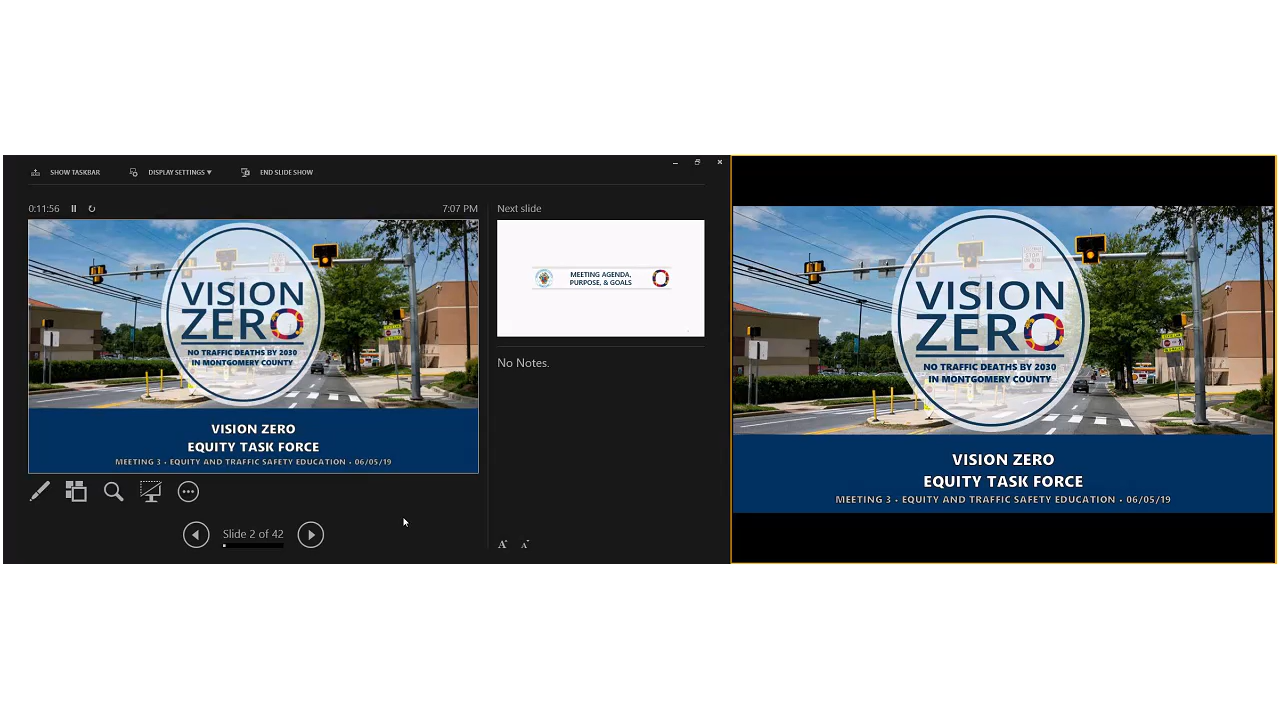 SHOW TASKBAR
DISPLAY SETTINGS ▼
END SLIDE SHOW
0:11:56
7:07 PM
VISION
ZERO
NO TRAFFIC DEATHS BY 2030
IN MONTGOMERY COUNTY
VISION ZERO
EQUITY TASK FORCE
MEETING 3 • EQUITY AND TRAFFIC SAFETY EDUCATION • 06/05/19
Slide 2 of 42
Next slide
MEETING AGENDA,
PURPOSE, & GOALS
No Notes.
A A
VISION
ZERO
NO TRAFFIC DEATHS BY 2030
IN MONTGOMERY COUNTY
VISION ZERO
EQUITY TASK FORCE
MEETING 3 • EQUITY AND TRAFFIC SAFETY EDUCATION • 06/05/19